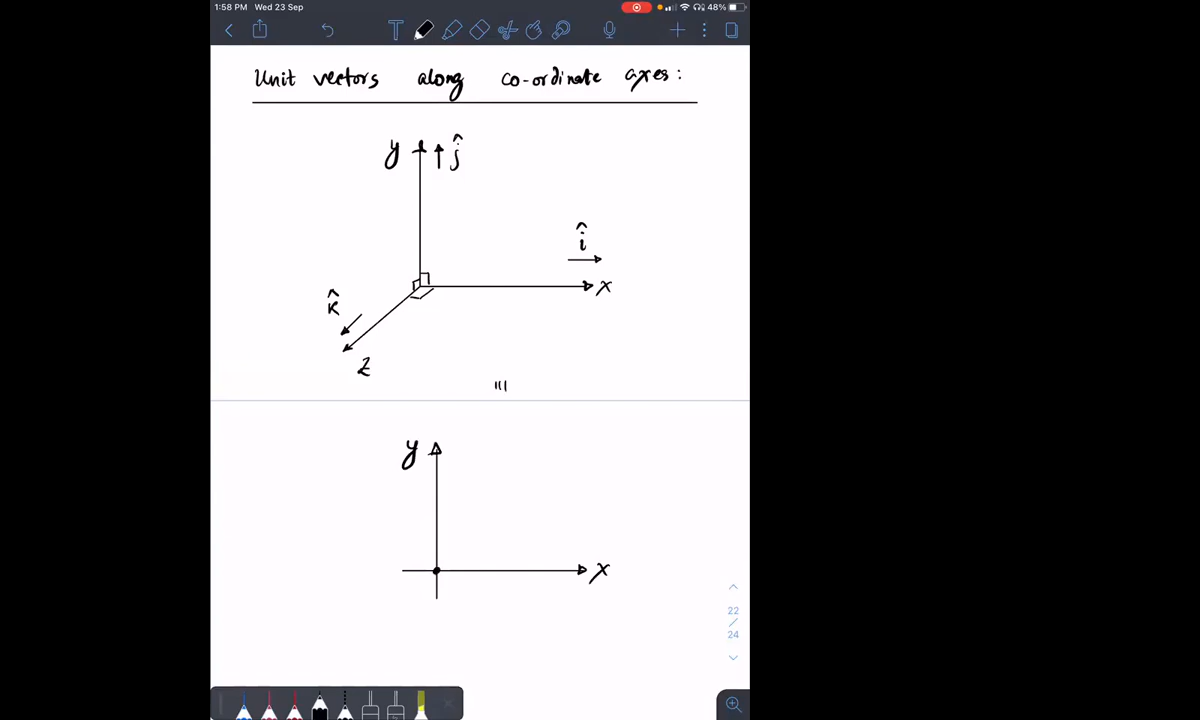 1:58 PM Wed 23 Sep 48%
T
Unit vectors along co-ordinate axes:
y ĵ
î
x
k̂
z
y
x
22
/
24